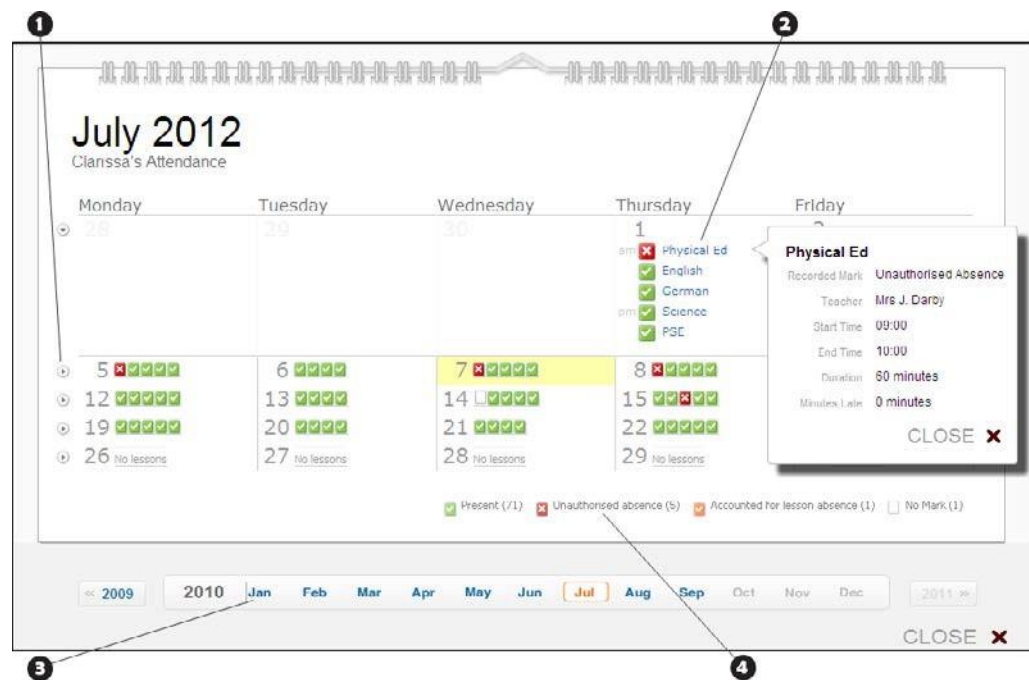 1 2
July 2012
Clarissa's Attendance
Monday Tuesday Wednesday Thursday Friday
28 29 30 1
am Physical Ed
English
German
pm Science
PSE
Physical Ed
Recorded Mark Unauthorised Absence
Teacher Mrs J. Darby
Start Time 09:00
End Time 10:00
Duration 60 minutes
Minutes Late 0 minutes
CLOSE
5 6 7 8
12 13 14 15
19 20 21 22
26 No lessons 27 No lessons 28 No lessons 29 No lessons
Present (71) Unauthorised absence (5) Accounted for lesson absence (1) No Mark (1)
« 2009 2010 Jan Feb Mar Apr May Jun Jul Aug Sep Oct Nov Dec 2011 »
CLOSE
3 4